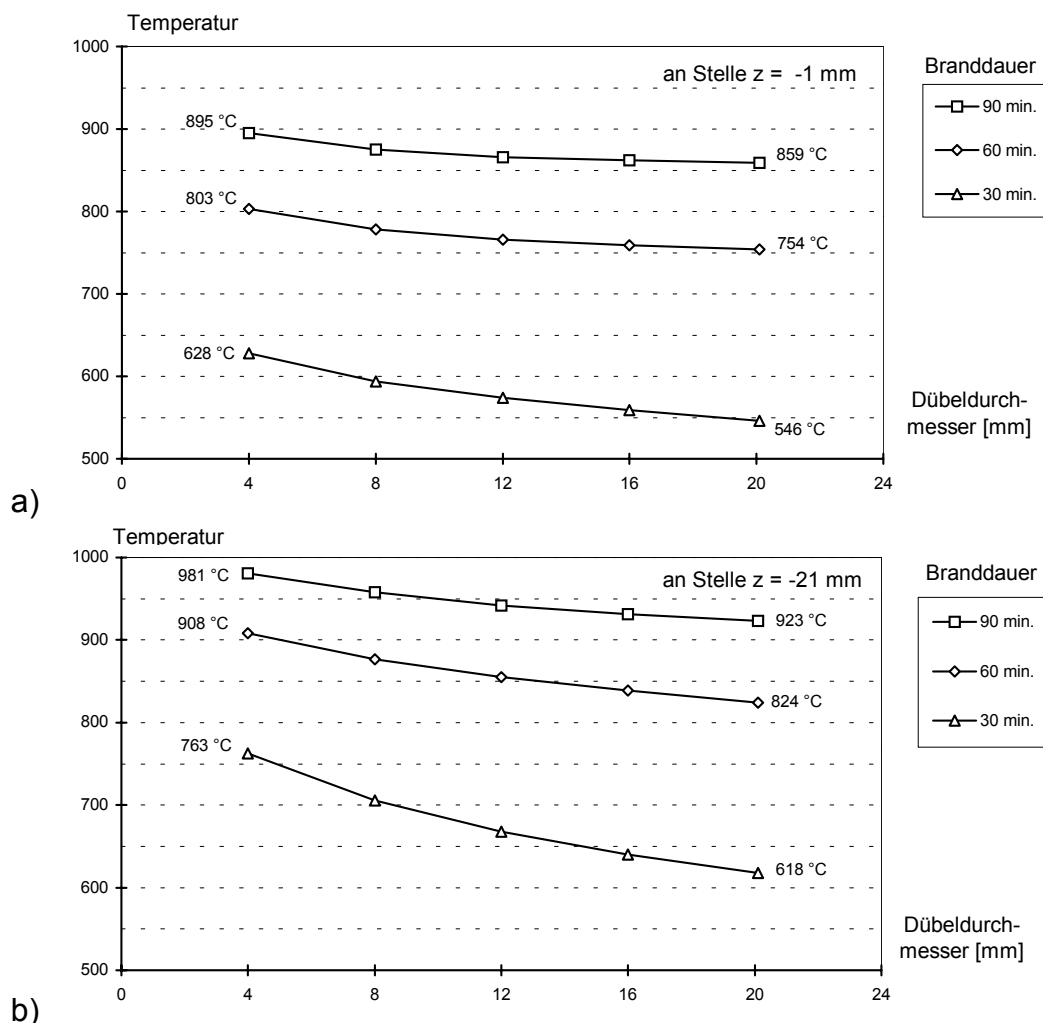 Temperatur
1000
900
800
700
600
500
0
4
8
12
16
20
24
an Stelle z = -1 mm
895 °C
859 °C
803 °C
754 °C
628 °C
546 °C
Branddauer
90 min.
60 min.
30 min.
Dübeldurch-
messer [mm]
a)
Temperatur
1000
900
800
700
600
500
0
4
8
12
16
20
24
an Stelle z = -21 mm
981 °C
923 °C
908 °C
824 °C
763 °C
618 °C
Branddauer
90 min.
60 min.
30 min.
Dübeldurch-
messer [mm]
b)